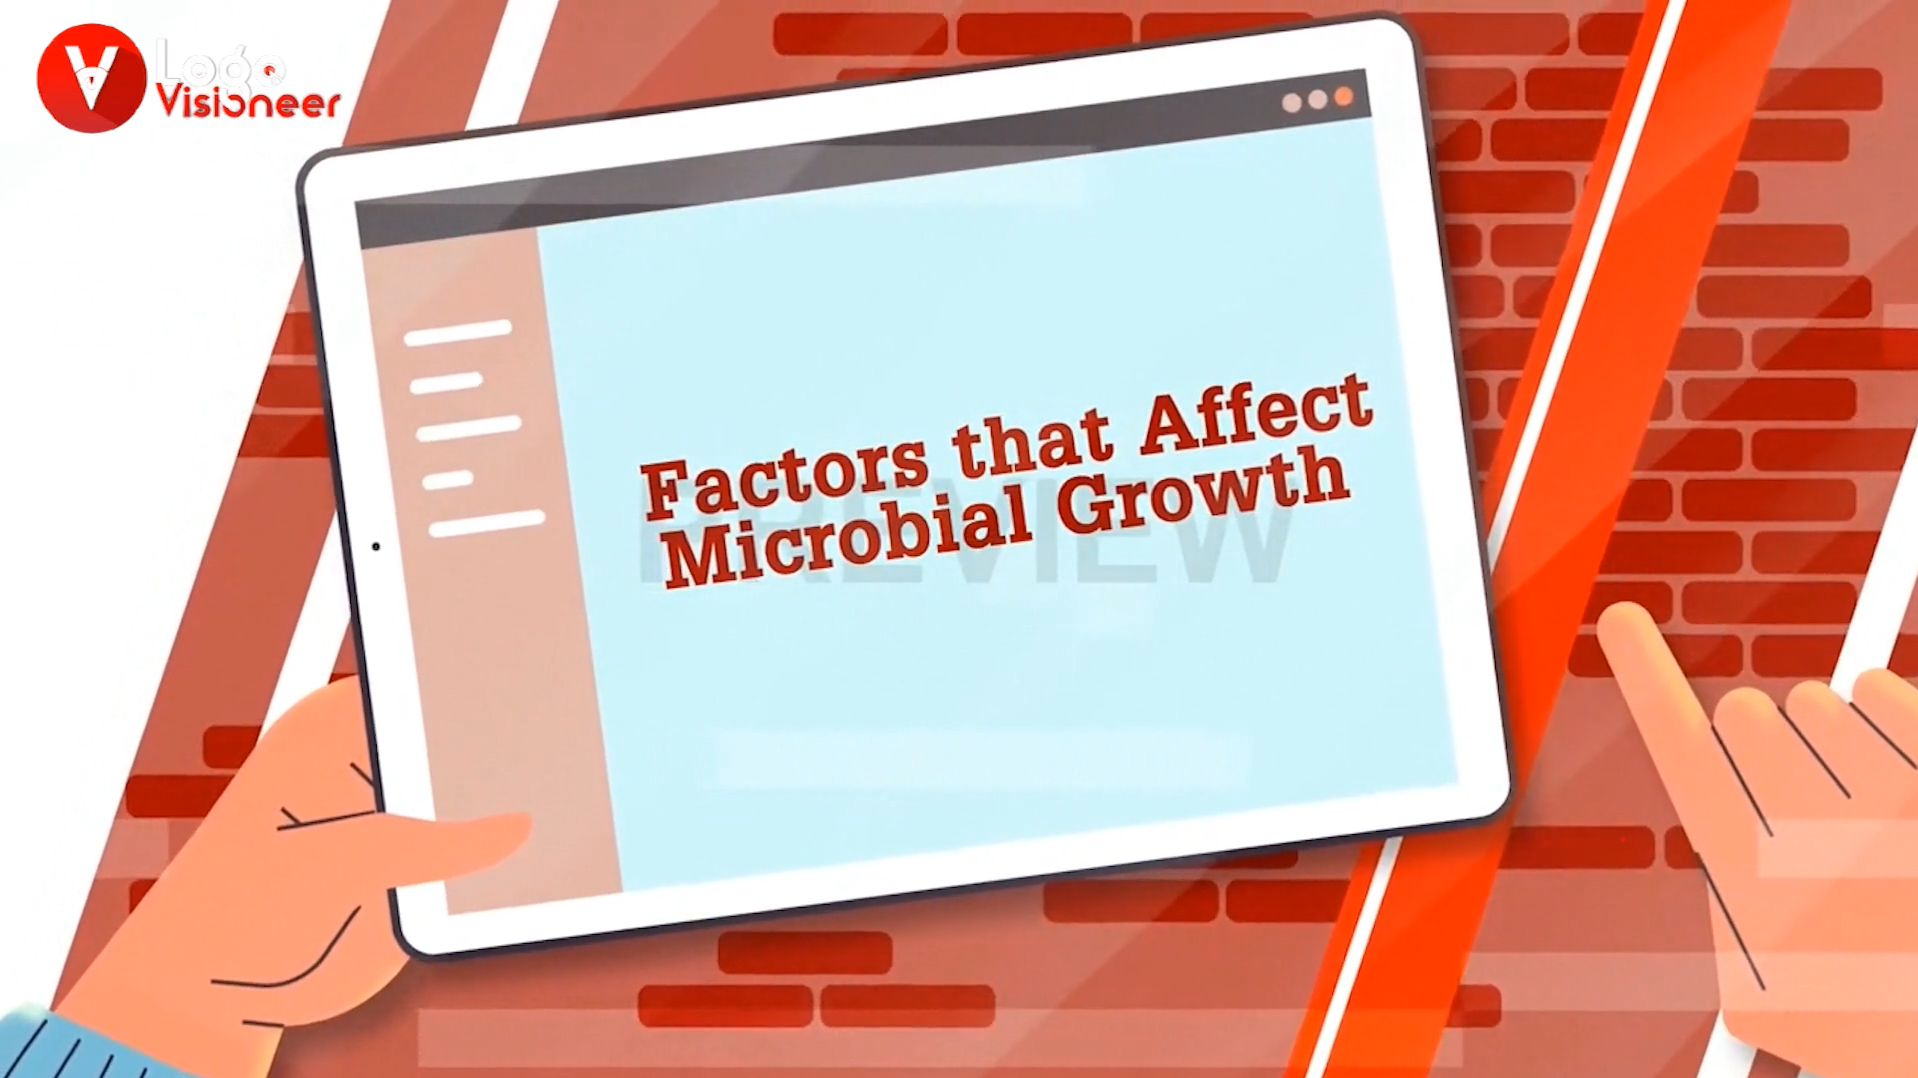 Logo
Visioneer
Factors that Affect
Microbial Growth
PREVIEW